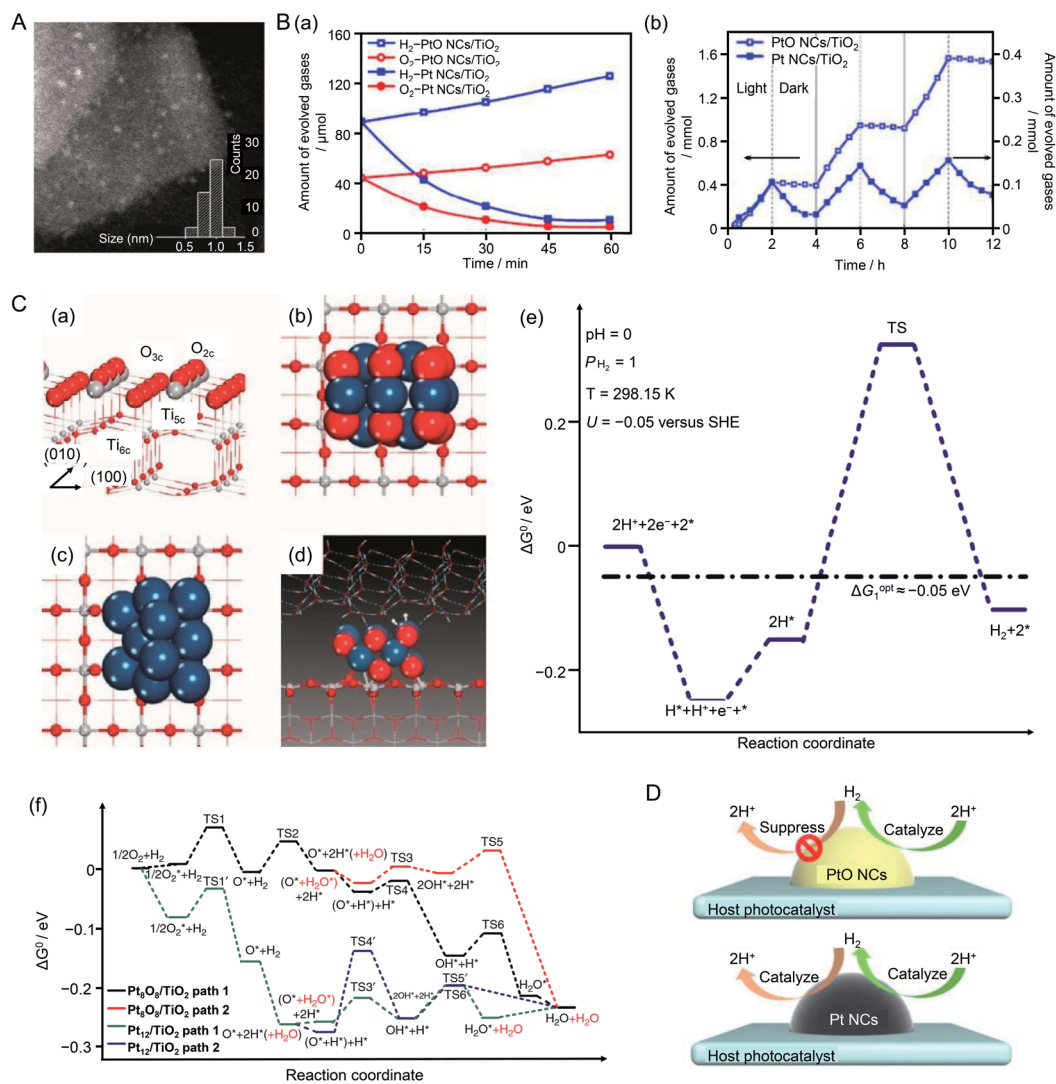 A
Counts
30
20
10
0
Size (nm)
0.5
1.0
1.5
B
(a)
Amount of evolved gases
/ μmol
160
120
80
40
0
H₂−PtO NCs/TiO₂
O₂−PtO NCs/TiO₂
H₂−Pt NCs/TiO₂
O₂−Pt NCs/TiO₂
0
15
30
45
60
Time / min
(b)
Amount of evolved gases
/ mmol
1.6
1.2
0.8
0.4
0
PtO NCs/TiO₂
Pt NCs/TiO₂
Light
Dark
0.4
0.3
0.2
0.1
0
Amount of evolved gases
/ mmol
0
2
4
6
8
10
12
Time / h
C
(a)
O3c
O2c
Ti5c
Ti6c
(010)
(100)
(b)
(c)
(d)
(e)
pH = 0
P H₂ = 1
T = 298.15 K
U = −0.05 versus SHE
ΔG⁰ / eV
0.2
0
−0.2
2H⁺+2e⁻+2*
TS
2H*
H*+H⁺+e⁻+*
ΔG₁ᵒᵖᵗ ≈ −0.05 eV
H₂+2*
Reaction coordinate
(f)
ΔG⁰ / eV
0
−0.1
−0.2
−0.3
1/2O₂+H₂
1/2O₂*+H₂
TS1
O*+H₂
TS2
(O*+H₂O*)
+2H*
O*+2H*(+H₂O)
TS3
(O*+H*)+H*
TS4
2OH*+2H*
TS5
OH*+H*
TS6
H₂O*
H₂O+H₂O
TS1′
1/2O₂*+H₂
O*+H₂
O*+2H*(+H₂O)
(O*+H₂O*)
+2H*
TS3′
TS4′
(O*+H*)+H*
2OH*+2H*
OH*+H*
TS5′
TS6′
H₂O*+H₂O
Pt₈O₈/TiO₂ path 1
Pt₈O₈/TiO₂ path 2
Pt₁₂/TiO₂ path 1
Pt₁₂/TiO₂ path 2
Reaction coordinate
D
2H⁺
H₂
2H⁺
Suppress
Catalyze
PtO NCs
Host photocatalyst
2H⁺
H₂
2H⁺
Catalyze
Catalyze
Pt NCs
Host photocatalyst